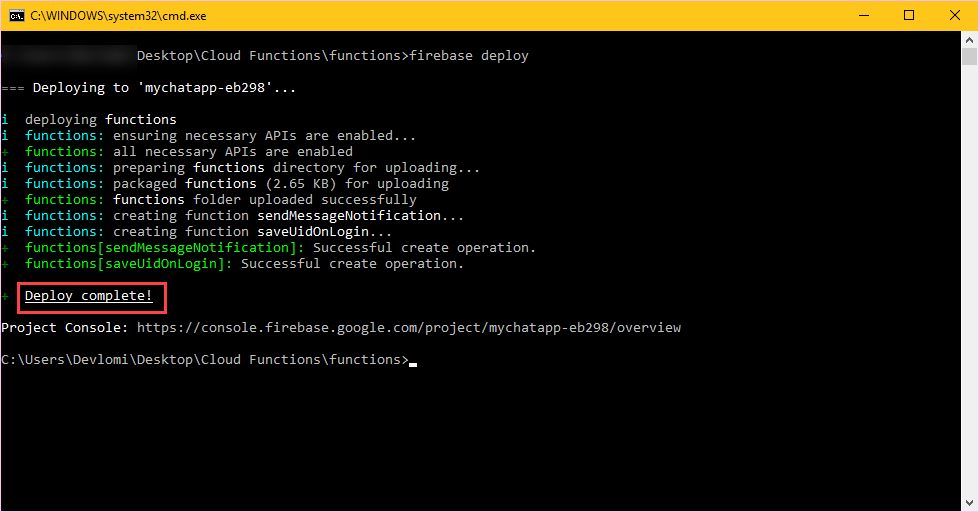 C:\WINDOWS\system32\cmd.exe
Desktop\Cloud Functions\functions>firebase deploy
=== Deploying to 'mychatapp-eb298'...
i  deploying functions
i  functions: ensuring necessary APIs are enabled...
+  functions: all necessary APIs are enabled
i  functions: preparing functions directory for uploading...
i  functions: packaged functions (2.65 KB) for uploading
+  functions: functions folder uploaded successfully
i  functions: creating function sendMessageNotification...
i  functions: creating function saveUidOnLogin...
+  functions[sendMessageNotification]: Successful create operation.
+  functions[saveUidOnLogin]: Successful create operation.
+  Deploy complete!
Project Console: https://console.firebase.google.com/project/mychatapp-eb298/overview
C:\Users\Devlomi\Desktop\Cloud Functions\functions>